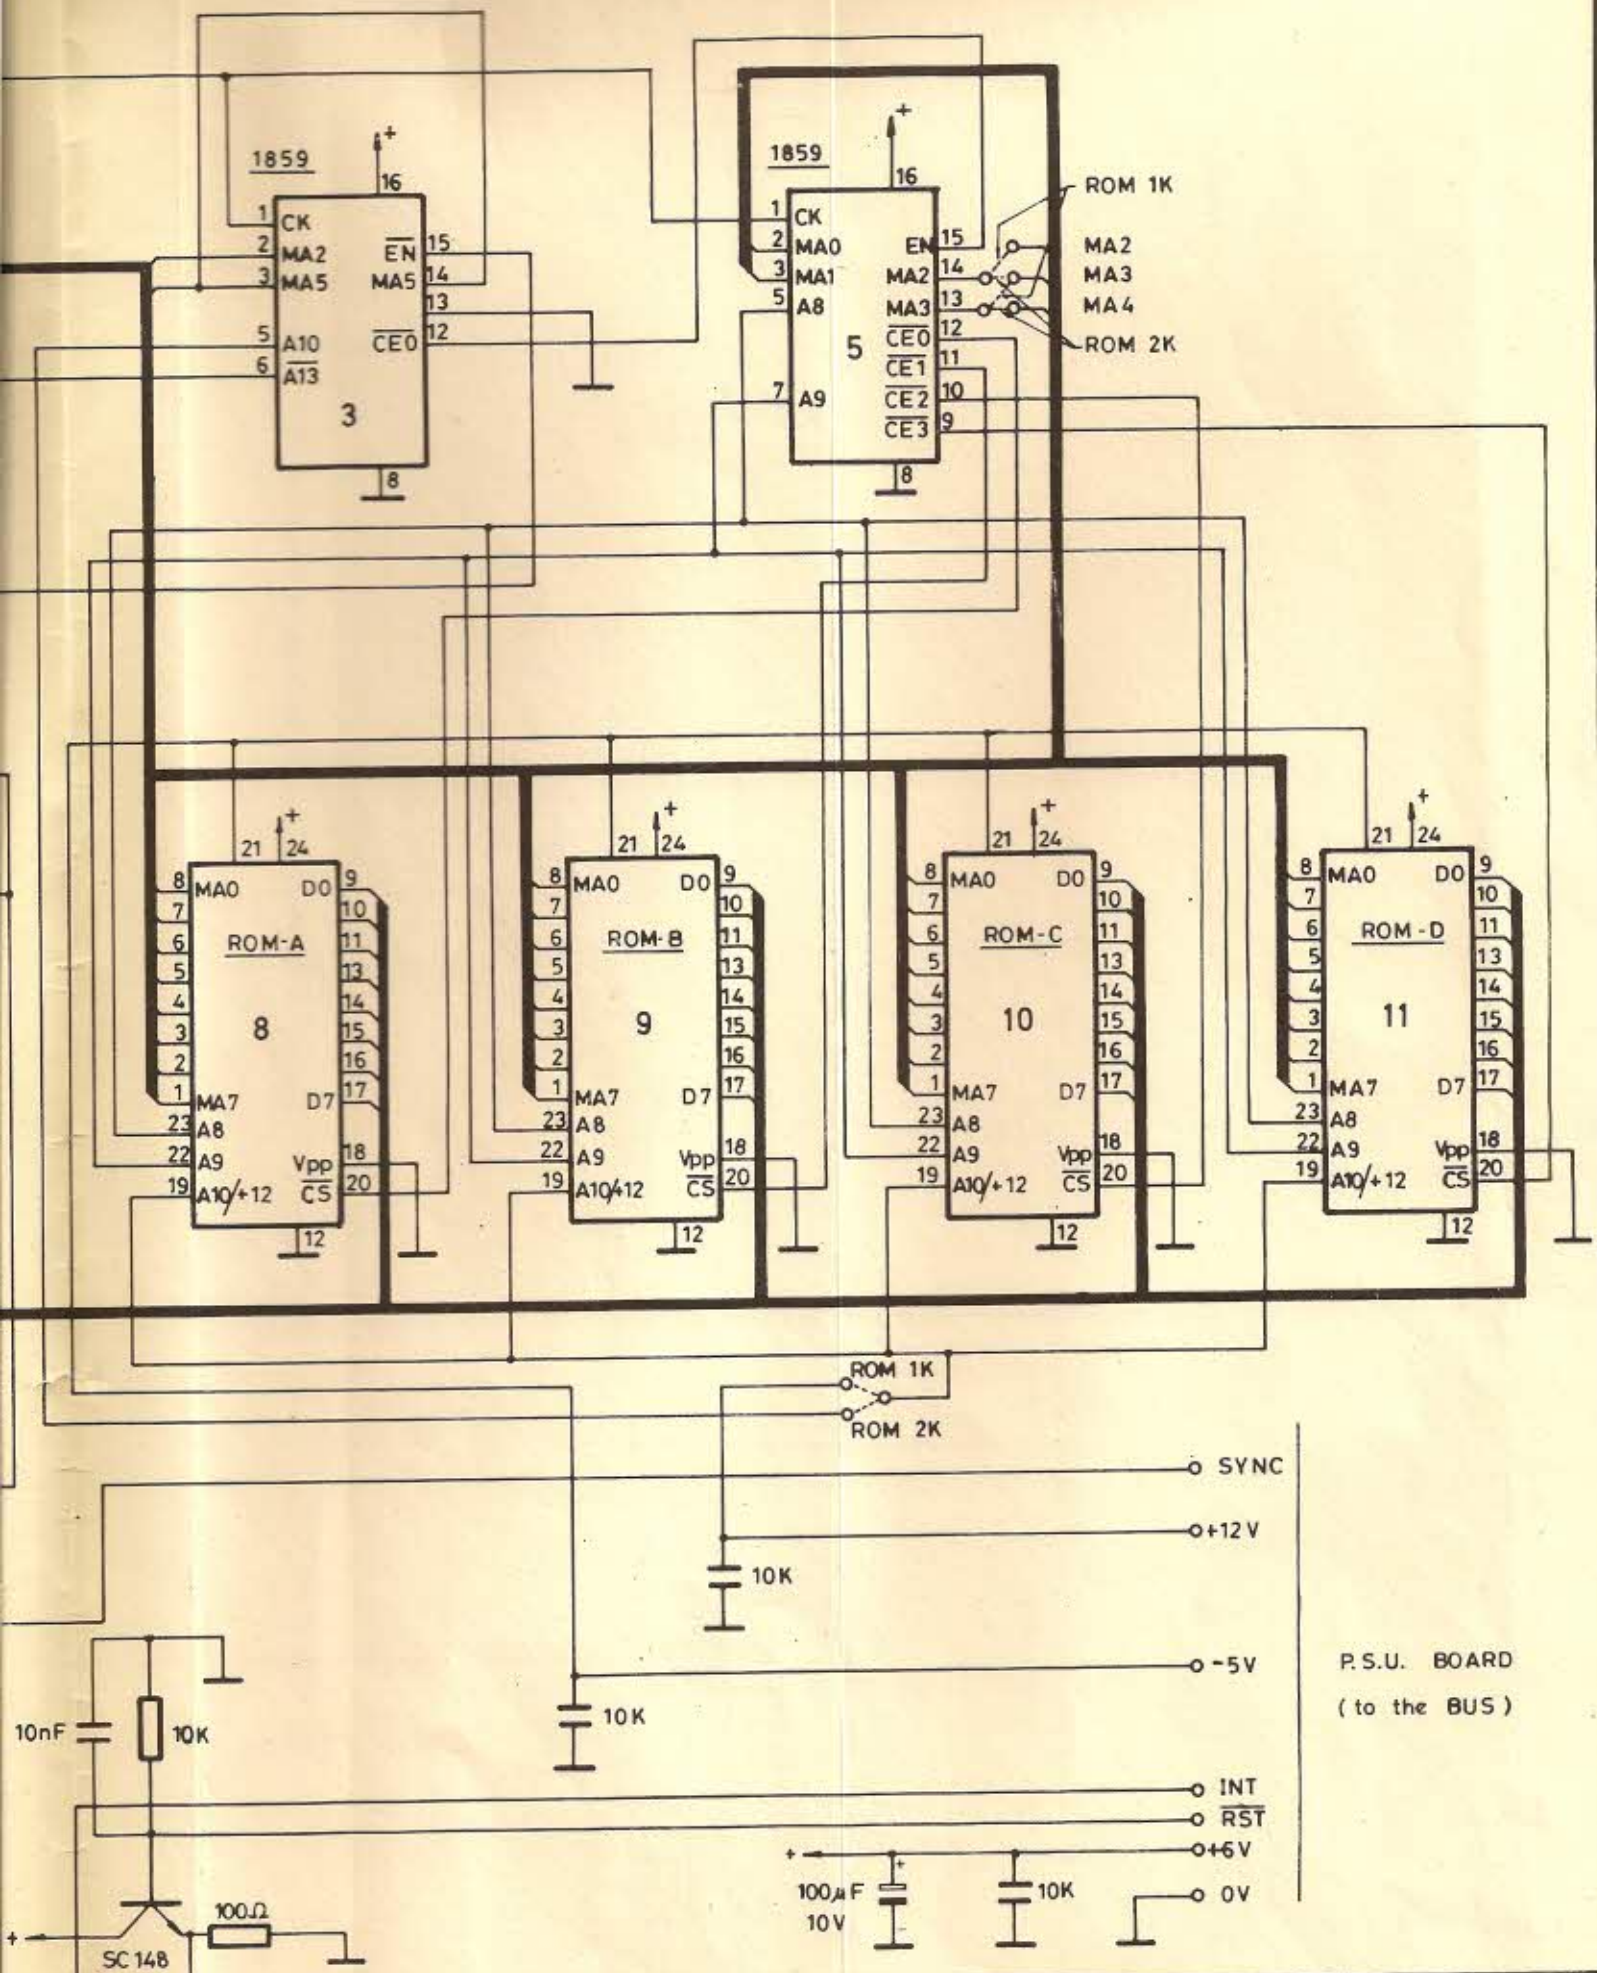 1859
+
16
1 CK
2 MA2
3 MA5
5 A10
6 A13
EN 15
MA5 14
13
CE0 12
3
8
1859
+
16
1 CK
2 MA0
3 MA1
5 A8
7 A9
EN 15
MA2 14
MA3 13
CE0 12
CE1 11
CE2 10
CE3 9
5
8
ROM 1K
MA2
MA3
MA4
ROM 2K
+
21 24
8 MA0
7
6
5
4
3
2
1 MA7
23 A8
22 A9
19 A10/+12
ROM-A
8
D0 9
10
11
13
14
15
16
D7 17
Vpp 18
CS 20
12
+
21 24
8 MA0
7
6
5
4
3
2
1 MA7
23 A8
22 A9
19 A10/+12
ROM-B
9
D0 9
10
11
13
14
15
16
D7 17
Vpp 18
CS 20
12
+
21 24
8 MA0
7
6
5
4
3
2
1 MA7
23 A8
22 A9
19 A10/+12
ROM-C
10
D0 9
10
11
13
14
15
16
D7 17
Vpp 18
CS 20
12
+
21 24
8 MA0
7
6
5
4
3
2
1 MA7
23 A8
22 A9
19 A10/+12
ROM-D
11
D0 9
10
11
13
14
15
16
D7 17
Vpp 18
CS 20
12
ROM 1K
ROM 2K
SYNC
+12V
10K
-5V
10K
P.S.U. BOARD
(to the BUS)
10nF
10K
INT
RST
+6V
+
+
100µF
10V
10K
0V
100Ω
+
SC148